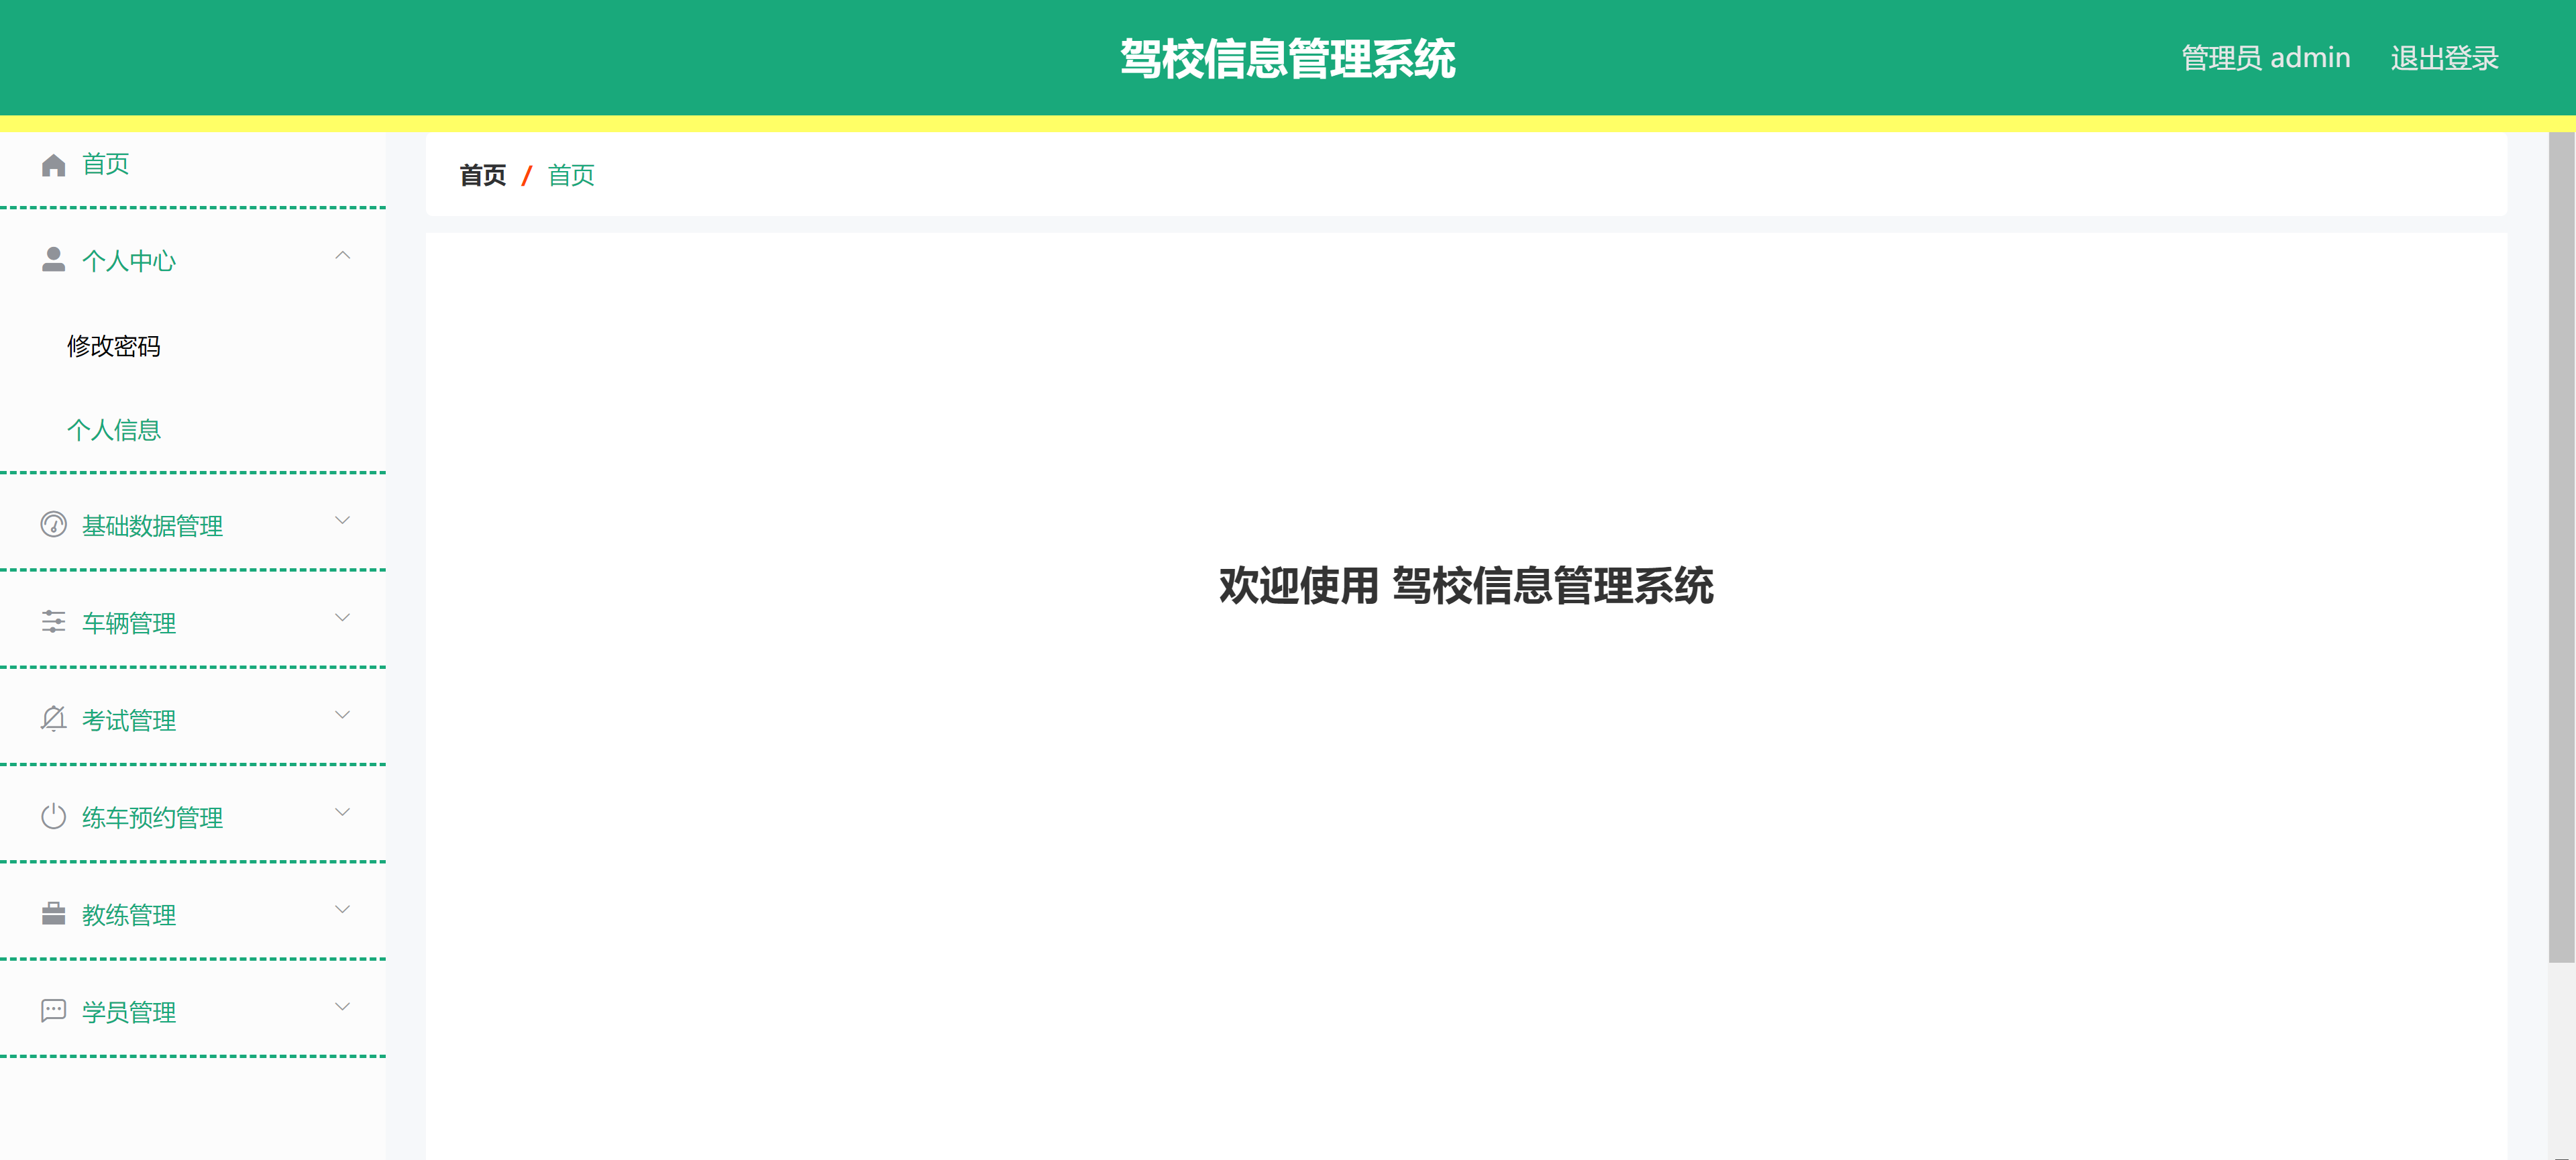 驾校信息管理系统
管理员 admin 退出登录
首页
首页 / 首页
个人中心
修改密码
个人信息
基础数据管理
欢迎使用 驾校信息管理系统
车辆管理
考试管理
练车预约管理
教练管理
学员管理